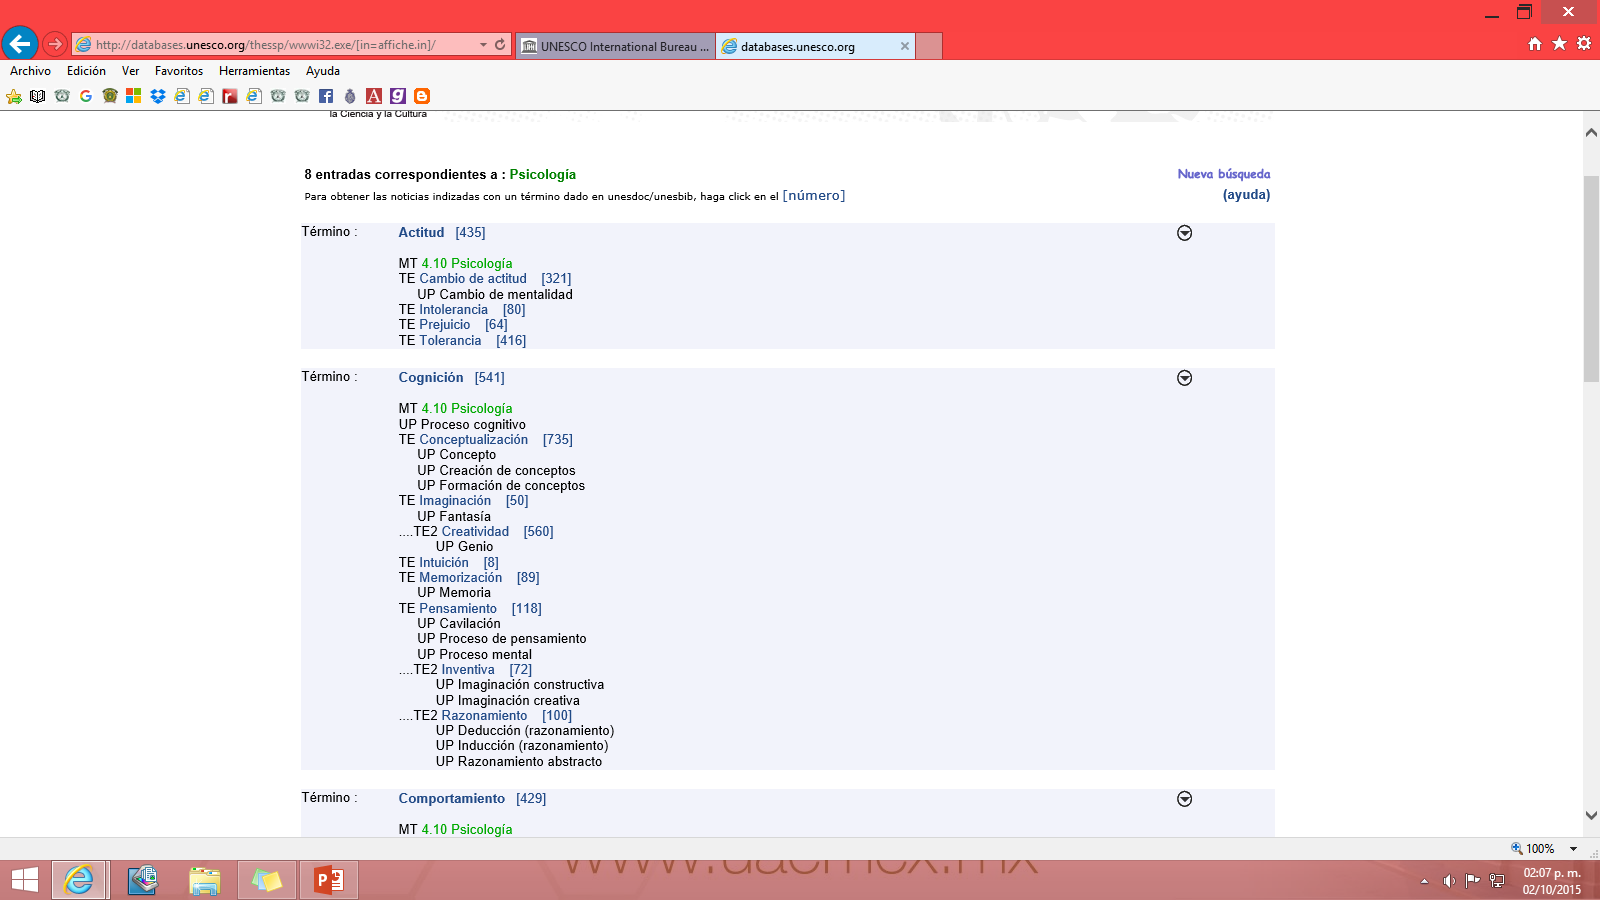 http://databases.unesco.org/thessp/wwwi32.exe/[in=affiche.in]/
UNESCO International Bureau ...
databases.unesco.org
Archivo Edición Ver Favoritos Herramientas Ayuda
la Ciencia y la Cultura
8 entradas correspondientes a : Psicología
Nueva búsqueda
Para obtener las noticias indizadas con un término dado en unesdoc/unesbib, haga click en el [número]
(ayuda)
Término : Actitud [435]
MT 4.10 Psicología
TE Cambio de actitud [321]
UP Cambio de mentalidad
TE Intolerancia [80]
TE Prejuicio [64]
TE Tolerancia [416]
Término : Cognición [541]
MT 4.10 Psicología
UP Proceso cognitivo
TE Conceptualización [735]
UP Concepto
UP Creación de conceptos
UP Formación de conceptos
TE Imaginación [50]
UP Fantasía
....TE2 Creatividad [560]
UP Genio
TE Intuición [8]
TE Memorización [89]
UP Memoria
TE Pensamiento [118]
UP Cavilación
UP Proceso de pensamiento
UP Proceso mental
....TE2 Inventiva [72]
UP Imaginación constructiva
UP Imaginación creativa
....TE2 Razonamiento [100]
UP Deducción (razonamiento)
UP Inducción (razonamiento)
UP Razonamiento abstracto
Término : Comportamiento [429]
MT 4.10 Psicología
100%
02:07 p. m.
02/10/2015